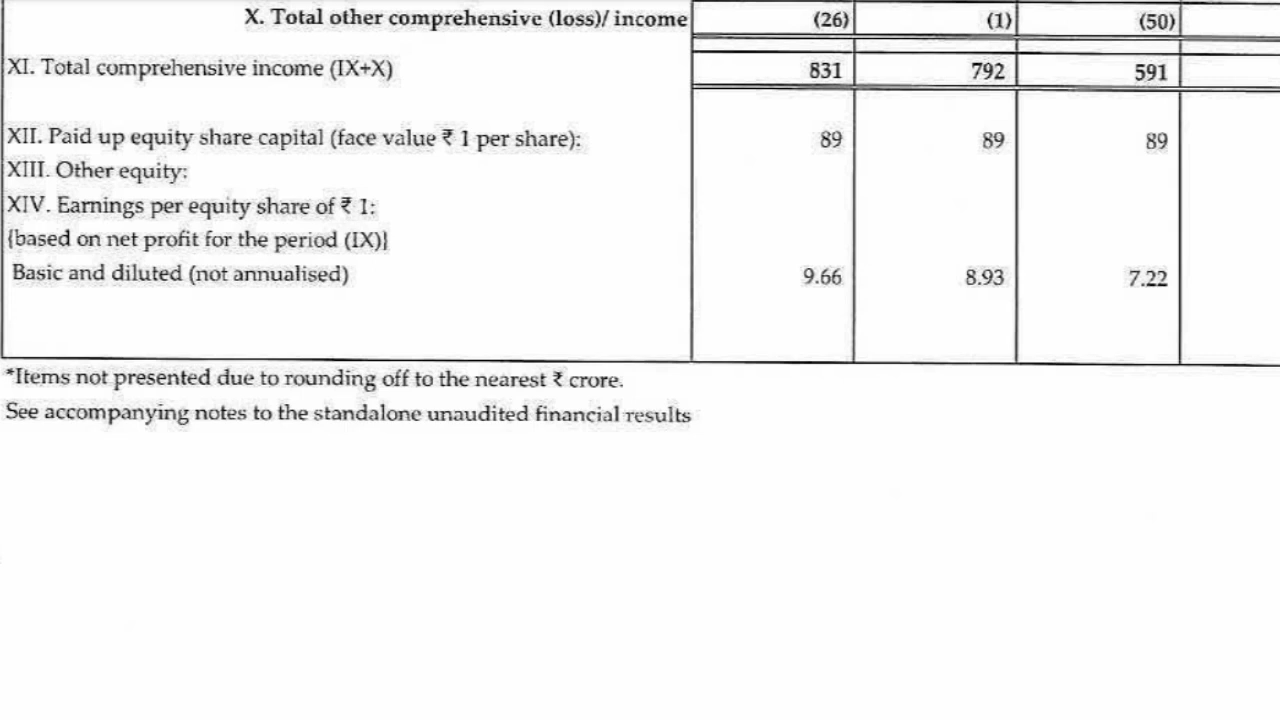 X. Total other comprehensive (loss)/ income (26) (1) (50)
XI. Total comprehensive income (IX+X) 831 792 591
XII. Paid up equity share capital (face value ₹ 1 per share): 89 89 89
XIII. Other equity:
XIV. Earnings per equity share of ₹ 1:
{based on net profit for the period (IX)}
Basic and diluted (not annualised) 9.66 8.93 7.22
*Items not presented due to rounding off to the nearest ₹ crore.
See accompanying notes to the standalone unaudited financial results